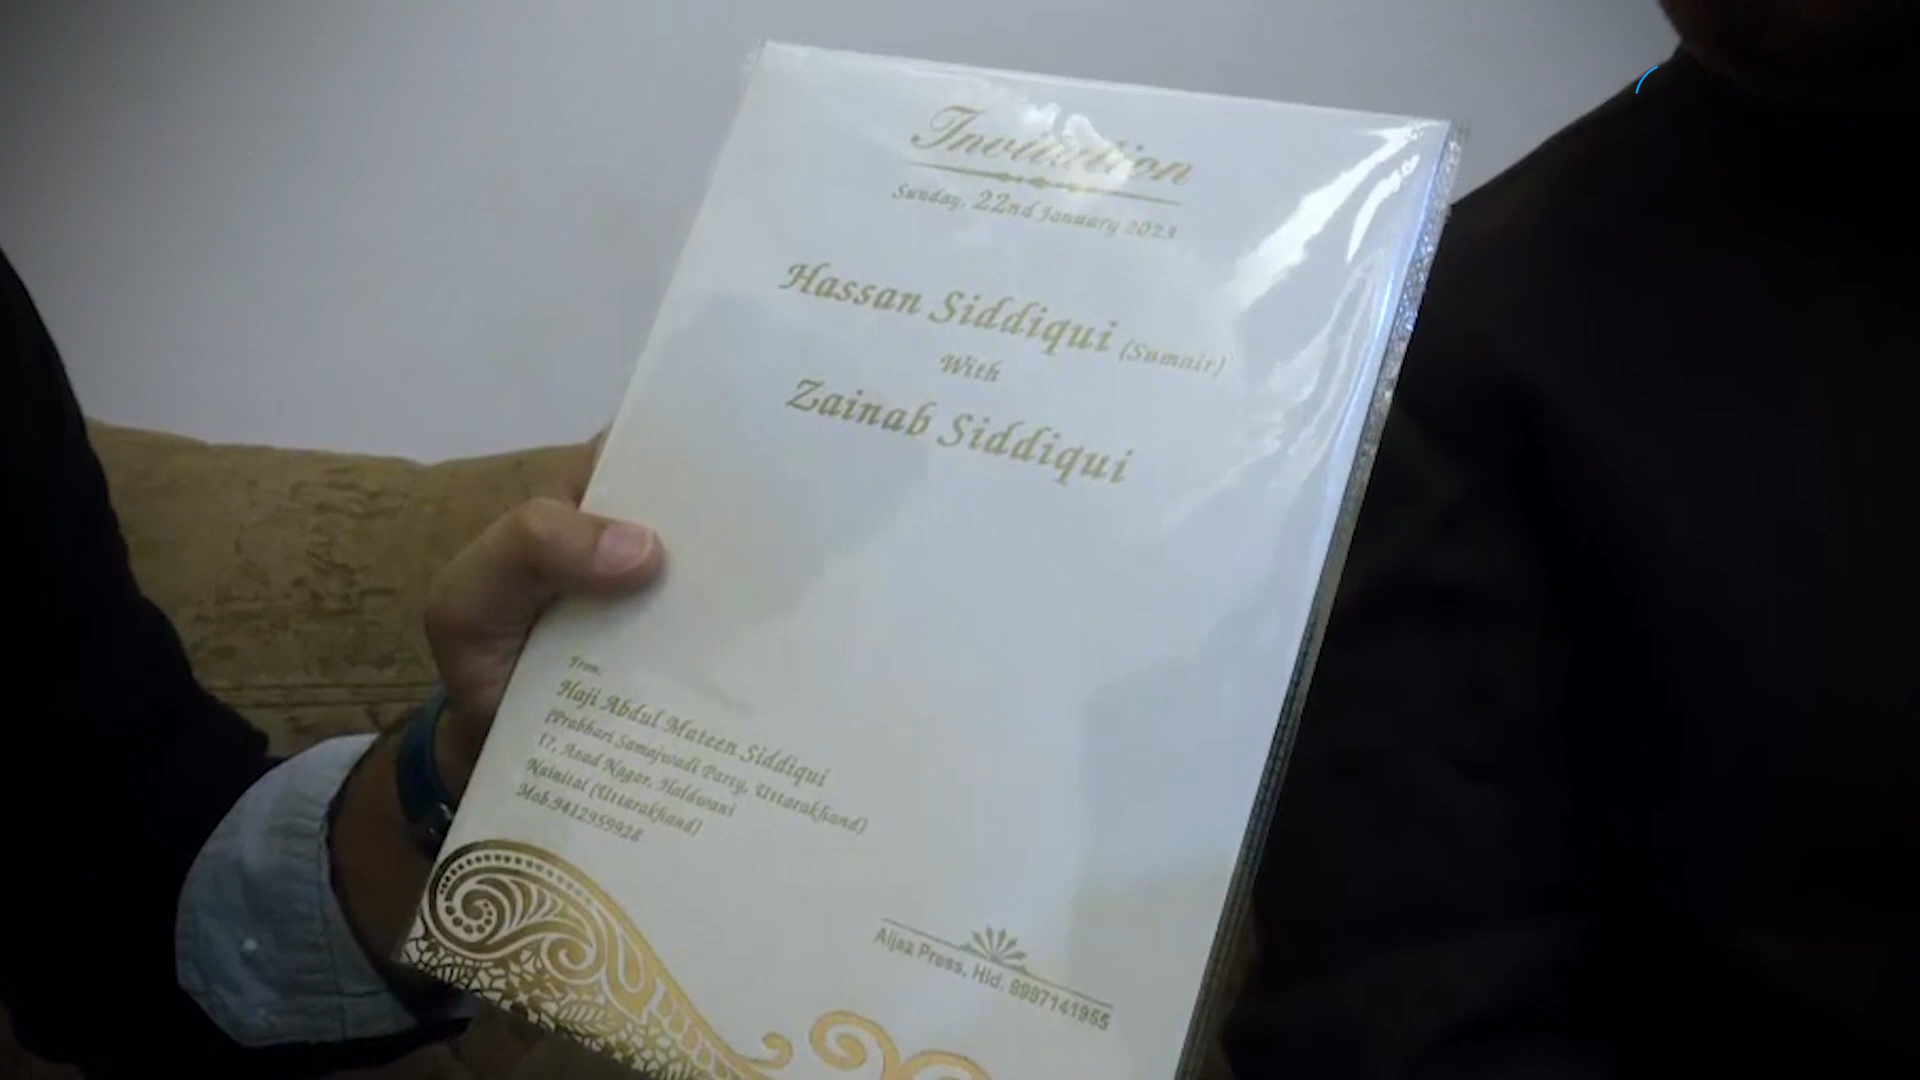 Invitation
Sunday, 22nd January 2023
Hassan Siddiqui (Sumair)
With
Zainab Siddiqui
From:
Haji Abdul Mateen Siddiqui
(Prabhari Samajwadi Party, Uttarakhand)
17, Azad Nagar, Haldwani
Nainital (Uttarakhand)
Mob.9412959928
Aijaz Press, Hld. 9997141955